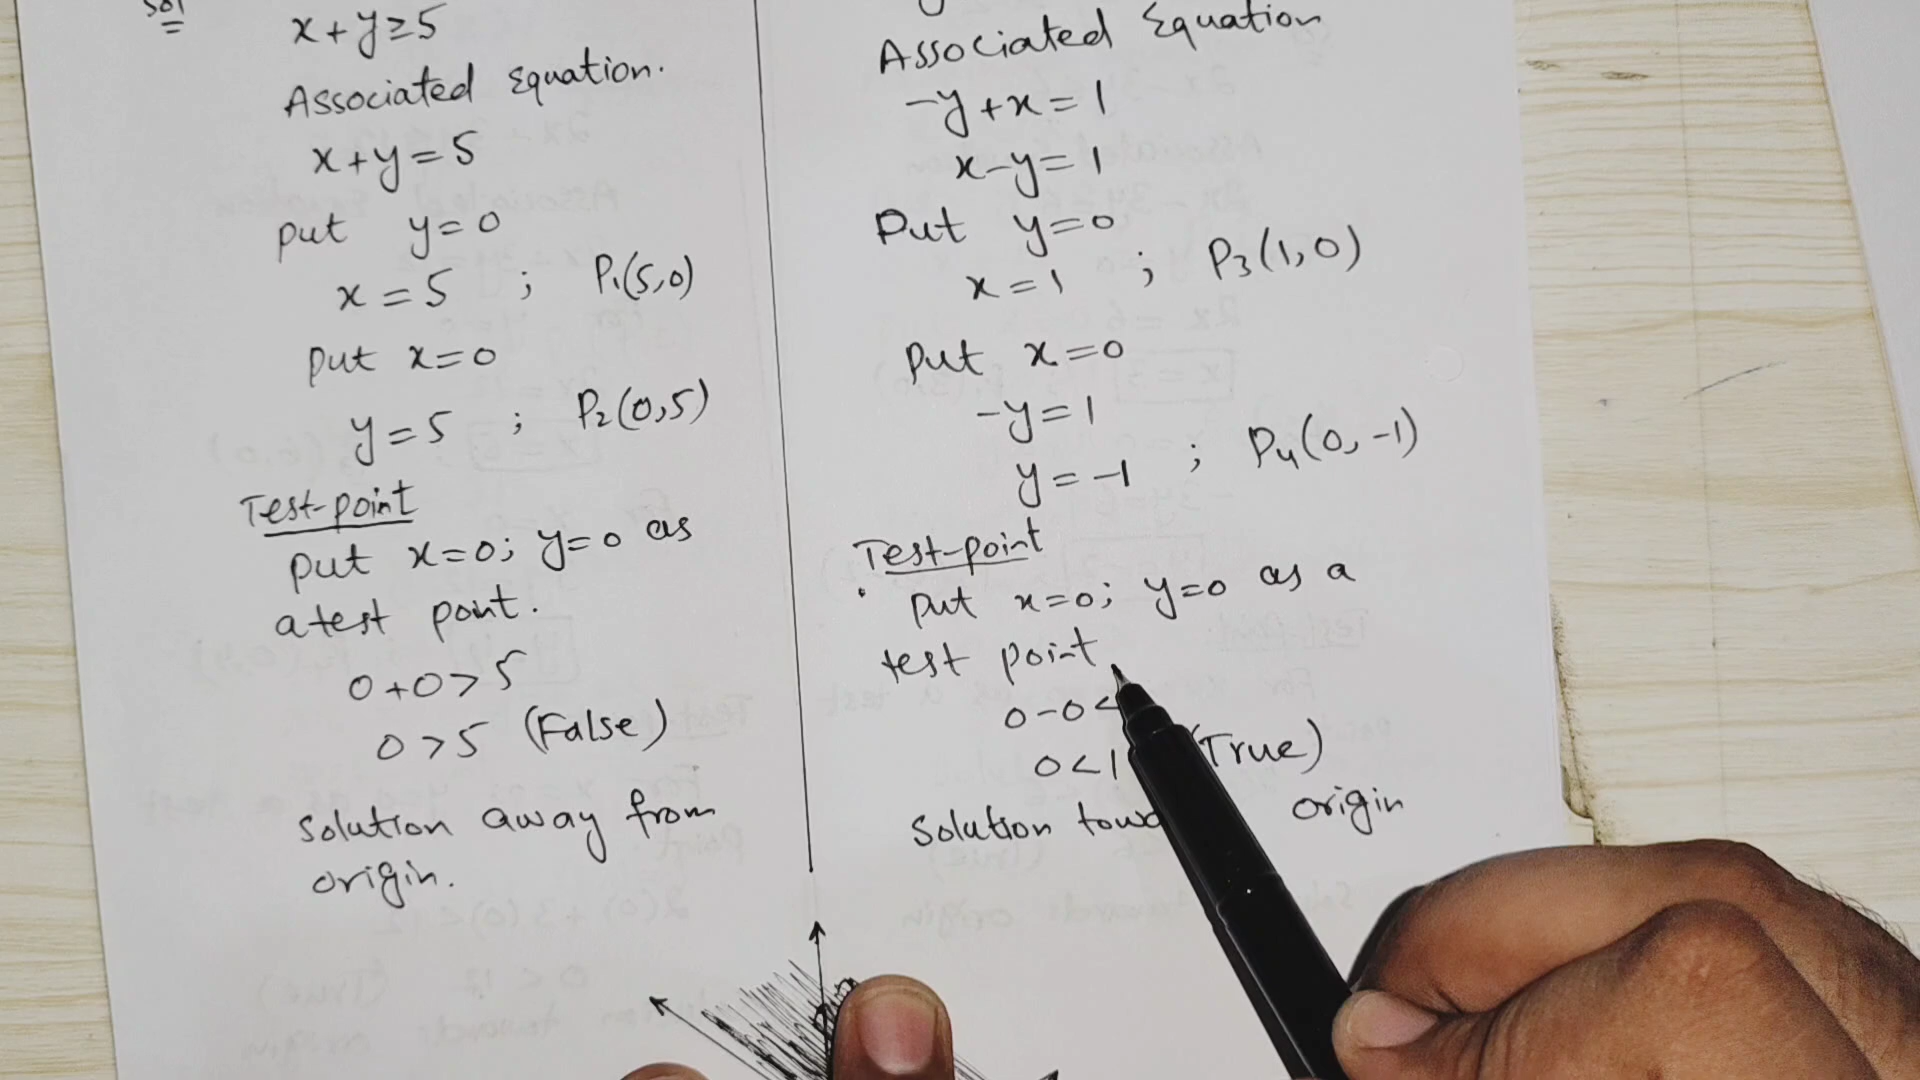 Sol
x+y≥5
Associated Equation.
x+y=5
put y=0
x=5 ; P₁(5,0)
put x=0
y=5 ; P₂(0,5)
Test-point
put x=0; y=0 as
a test point.
0+0>5
0>5 (False)
solution away from
origin.
Associated Equation
-y+x=1
x-y=1
Put y=0
x=1 ; P₃(1,0)
put x=0
-y=1
y=-1 ; P₄(0,-1)
Test-point
put x=0; y=0 as a
test point
0-0<
0<1 (True)
solution origin